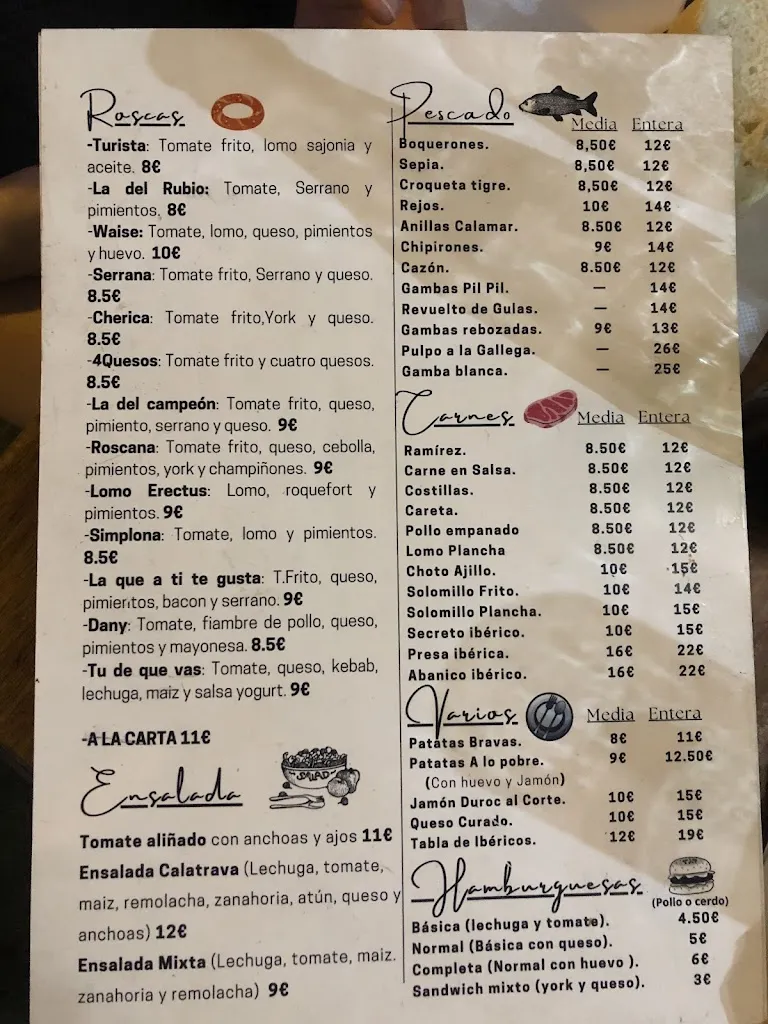 Roscas
-Turista: Tomate frito, lomo sajonia y
aceite. 8€
-La del Rubio: Tomate, Serrano y
pimientos. 8€
-Waise: Tomate, lomo, queso, pimientos
y huevo. 10€
-Serrana: Tomate frito, Serrano y queso.
8.5€
-Cherica: Tomate frito,York y queso.
8.5€
-4Quesos: Tomate frito y cuatro quesos.
8.5€
-La del campeón: Tomate frito, queso,
pimiento, serrano y queso. 9€
-Roscana: Tomate frito, queso, cebolla,
pimientos, york y champiñones. 9€
-Lomo Erectus: Lomo, roquefort y
pimientos. 9€
-Simplona: Tomate, lomo y pimientos.
8.5€
-La que a ti te gusta: T.Frito, queso,
pimientos, bacon y serrano. 9€
-Dany: Tomate, fiambre de pollo, queso,
pimientos y mayonesa. 8.5€
-Tu de que vas: Tomate, queso, kebab,
lechuga, maiz y salsa yogurt. 9€
-A LA CARTA 11€
Ensalada
SALAD
Tomate aliñado con anchoas y ajos 11€
Ensalada Calatrava (Lechuga, tomate,
maiz, remolacha, zanahoria, atún, queso y
anchoas) 12€
Ensalada Mixta (Lechuga, tomate, maiz.
zanahoria y remolacha) 9€
Pescado Media Entera
Boquerones. 8,50€ 12€
Sepia. 8,50€ 12€
Croqueta tigre. 8,50€ 12€
Rejos. 10€ 14€
Anillas Calamar. 8.50€ 12€
Chipirones. 9€ 14€
Cazón. 8.50€ 12€
Gambas Pil Pil. — 14€
Revuelto de Gulas. — 14€
Gambas rebozadas. 9€ 13€
Pulpo a la Gallega. — 26€
Gamba blanca. — 25€
Carnes Media Entera
Ramírez. 8.50€ 12€
Carne en Salsa. 8.50€ 12€
Costillas. 8.50€ 12€
Careta. 8.50€ 12€
Pollo empanado 8.50€ 12€
Lomo Plancha 8.50€ 12€
Choto Ajillo. 10€ 15€
Solomillo Frito. 10€ 14€
Solomillo Plancha. 10€ 15€
Secreto ibérico. 10€ 15€
Presa ibérica. 16€ 22€
Abanico ibérico. 16€ 22€
Varios Media Entera
Patatas Bravas. 8€ 11€
Patatas A lo pobre. 9€ 12.50€
(Con huevo y Jamón)
Jamón Duroc al Corte. 10€ 15€
Queso Curado. 10€ 15€
Tabla de Ibéricos. 12€ 19€
Hamburguesas (Pollo o cerdo)
Básica (lechuga y tomate). 4.50€
Normal (Básica con queso). 5€
Completa (Normal con huevo ). 6€
Sandwich mixto (york y queso). 3€